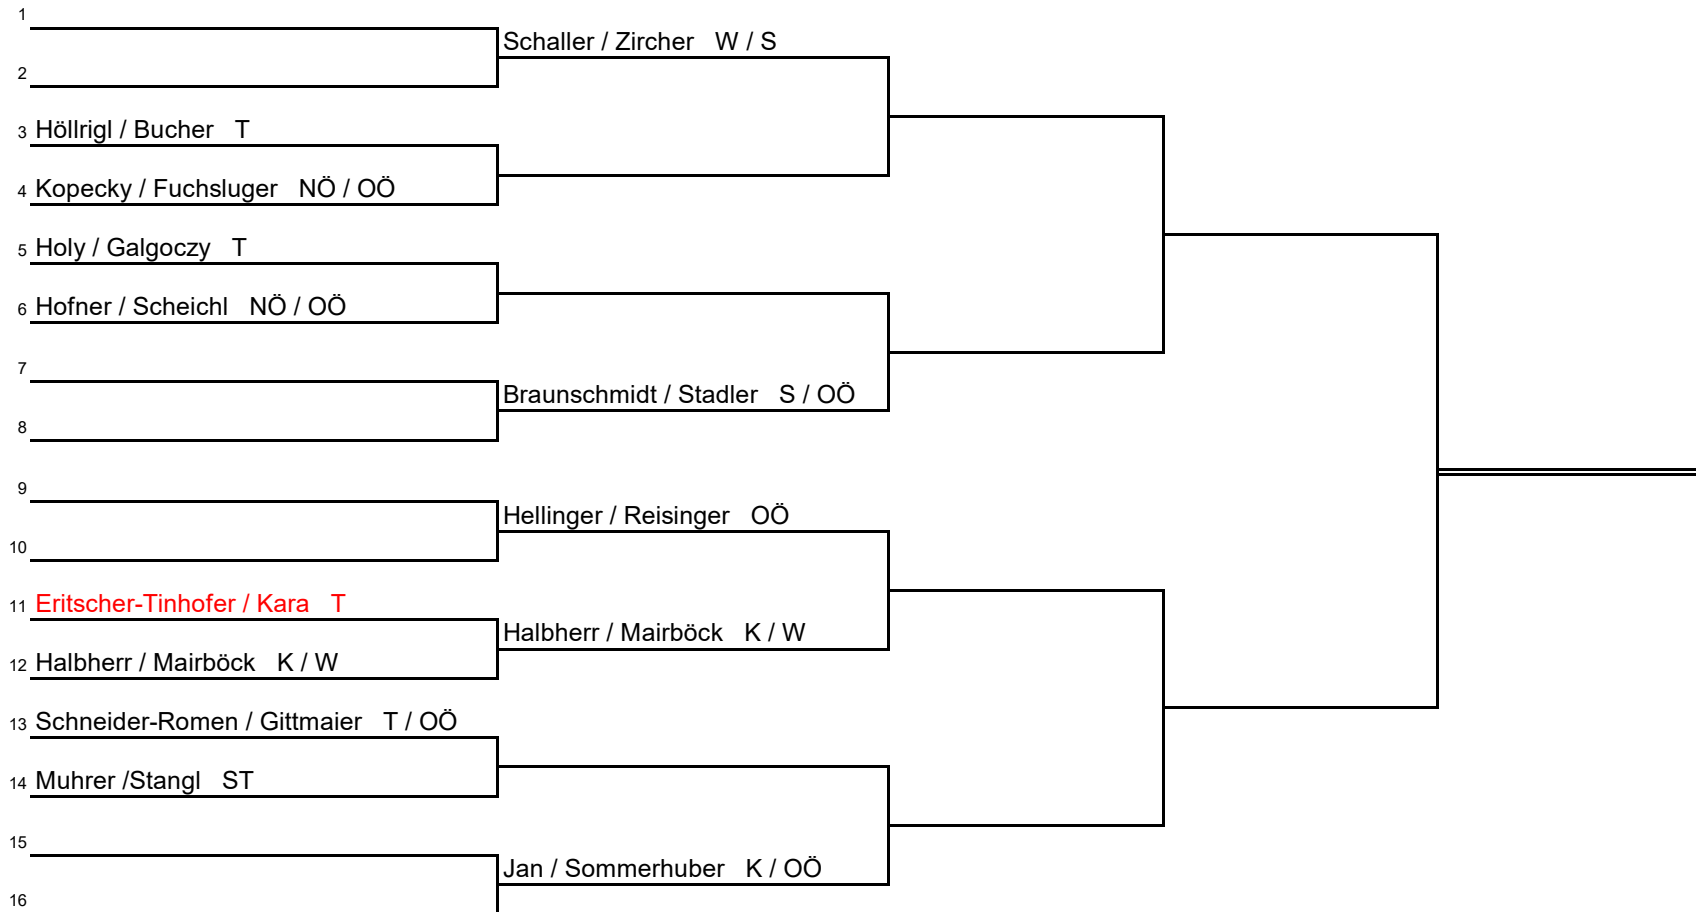 1
Schaller / Zircher W / S
2
3 Höllrigl / Bucher T
4 Kopecky / Fuchsluger NÖ / OÖ
5 Holy / Galgoczy T
6 Hofner / Scheichl NÖ / OÖ
7
Braunschmidt / Stadler S / OÖ
8
9
Hellinger / Reisinger OÖ
10
11 Eritscher-Tinhofer / Kara T
Halbherr / Mairböck K / W
12 Halbherr / Mairböck K / W
13 Schneider-Romen / Gittmaier T / OÖ
14 Muhrer /Stangl ST
15
Jan / Sommerhuber K / OÖ
16